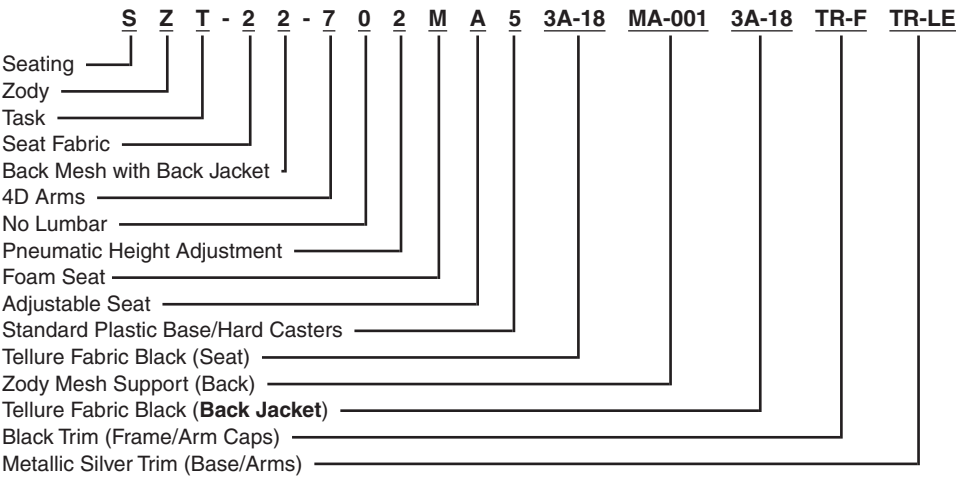 S Z T - 2 2 - 7 0 2 M A 5 3A-18 MA-001 3A-18 TR-F TR-LE
Seating
Zody
Task
Seat Fabric
Back Mesh with Back Jacket
4D Arms
No Lumbar
Pneumatic Height Adjustment
Foam Seat
Adjustable Seat
Standard Plastic Base/Hard Casters
Tellure Fabric Black (Seat)
Zody Mesh Support (Back)
Tellure Fabric Black (Back Jacket)
Black Trim (Frame/Arm Caps)
Metallic Silver Trim (Base/Arms)